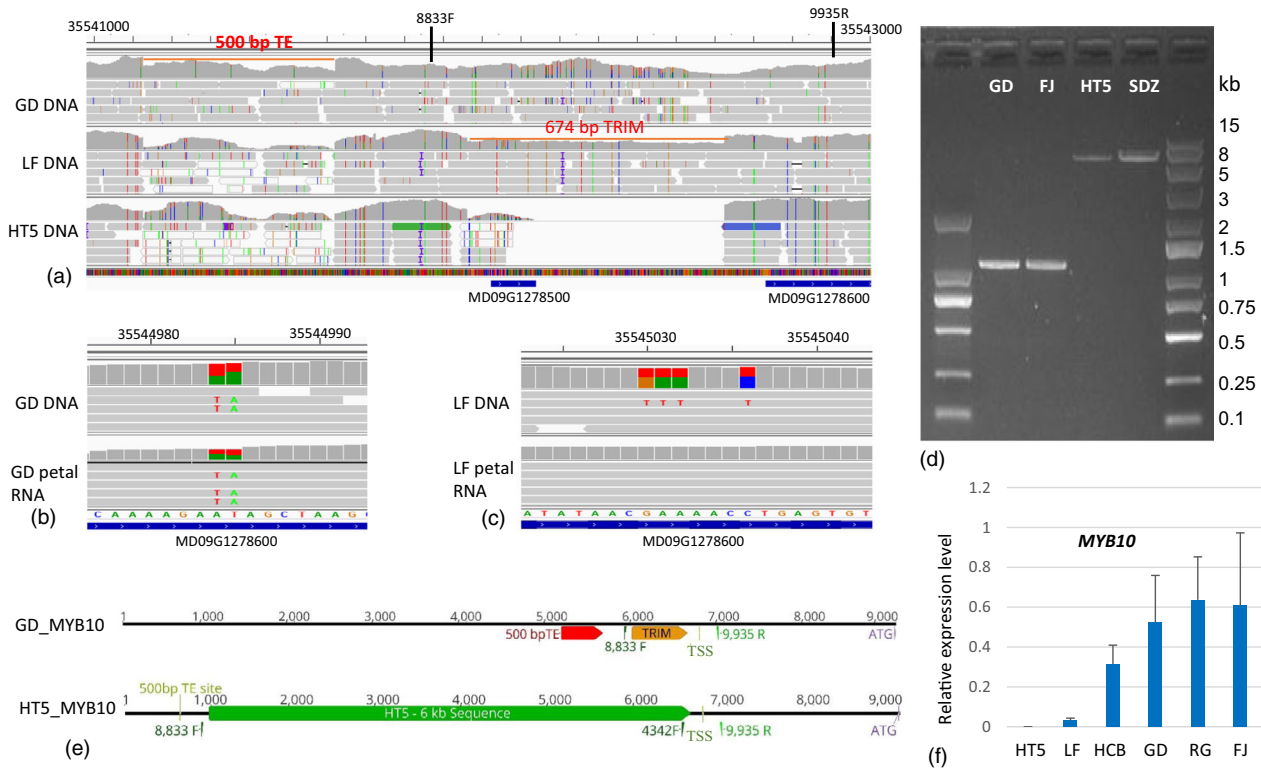 35541000 8833F 9935R 35543000
500 bp TE
GD DNA
674 bp TRIM
LF DNA
HT5 DNA
(a)
MD09G1278500 MD09G1278600
35544980 35544990
GD DNA
T A
T A
GD petal RNA
T A
T A
T A
C A A A A G A A T A G C T A A G C
(b)
MD09G1278600
35545030 35545040
LF DNA
T T T T
LF petal RNA
A T A T A A C G A A A A C C T G A G T G T
(c)
MD09G1278600
GD FJ HT5 SDZ kb
15
8
5
3
2
1.5
1
0.75
0.5
0.25
0.1
(d)
1 1,000 2,000 3,000 4,000 5,000 6,000 7,000 8,000 9,000
GD_MYB10
500 bpTE TRIM
8,833 F TSS 9,935 R ATG
1 1,000 2,000 3,000 4,000 5,000 6,000 7,000 8,000 9,000
500bp TE site
HT5_MYB10
HT5 - 6 kb Sequence
8,833 F 4342F TSS 9,935 R ATG
(e)
1.2
1
0.8
0.6
0.4
0.2
0
MYB10
Relative expression level
HT5 LF HCB GD RG FJ
(f)